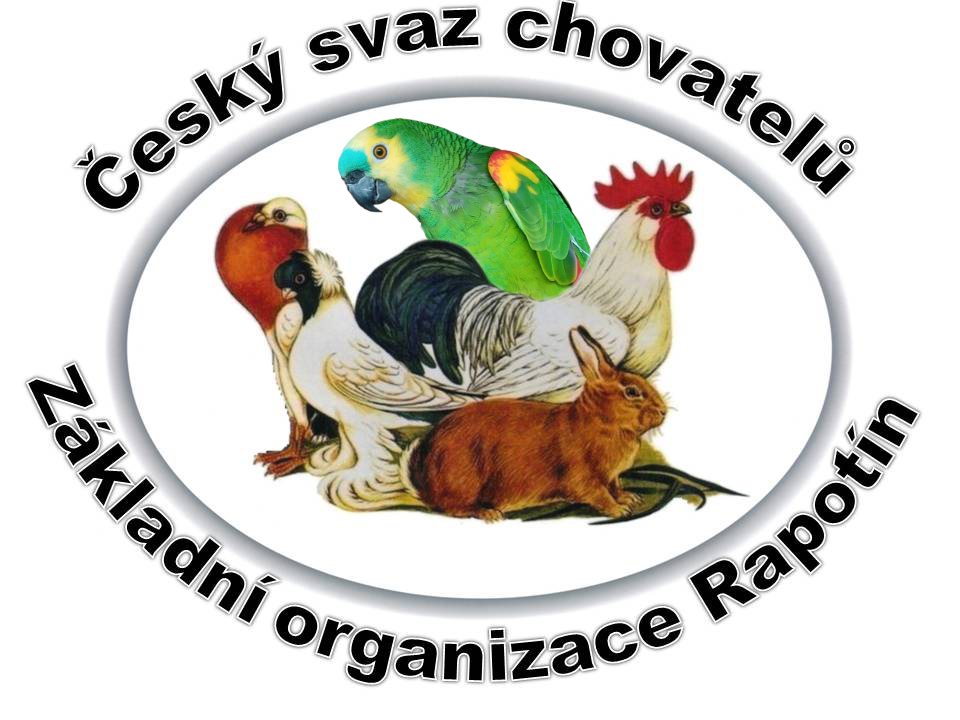 Český svaz chovatelů
Základní organizace Rapotín